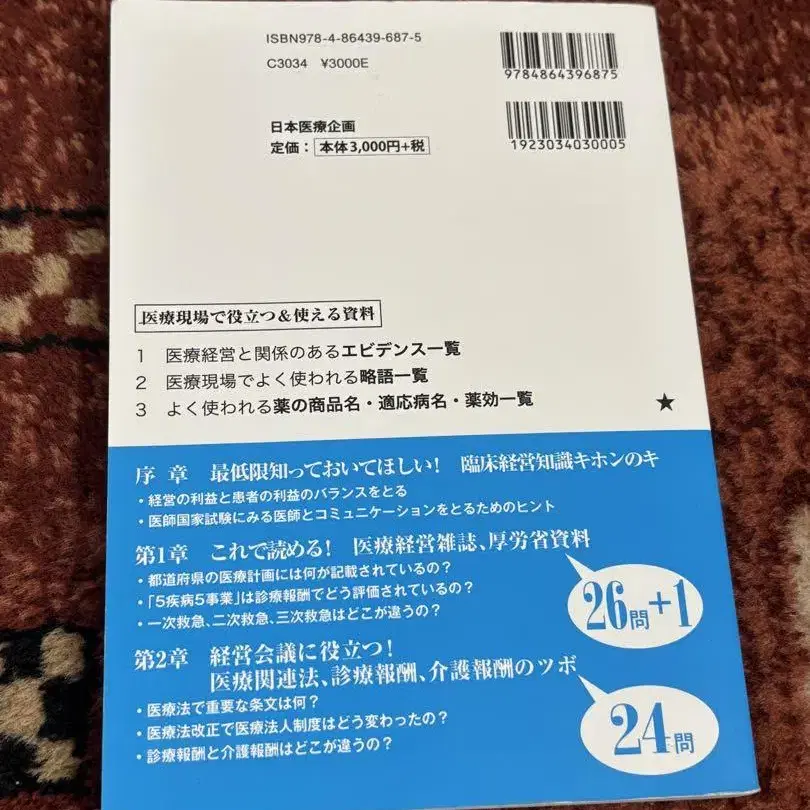 ISBN978-4-86439-687-5
C3034 ¥3000E
9784864396875
日本医療企画
定価：本体3,000円+税
1923034030005
医療現場で役立つ&使える資料
1 医療経営と関係のあるエビデンス一覧
2 医療現場でよく使われる略語一覧
3 よく使われる薬の商品名・適応病名・薬効一覧
★
序 章 最低限知っておいてほしい! 臨床経営知識キホンのキ
・経営の利益と患者の利益のバランスをとる
・医師国家試験にみる医師とコミュニケーションをとるためのヒント
第1章 これで読める! 医療経営雑誌、厚労省資料
・都道府県の医療計画には何が記載されているの?
・「5疾病5事業」は診療報酬でどう評価されているの?
・一次救急、二次救急、三次救急はどこが違うの?
26問+1
第2章 経営会議に役立つ!
医療関連法、診療報酬、介護報酬のツボ
・医療法で重要な条文は何?
・医療法改正で医療法人制度はどう変わったの?
・診療報酬と介護報酬はどこが違うの?
24問